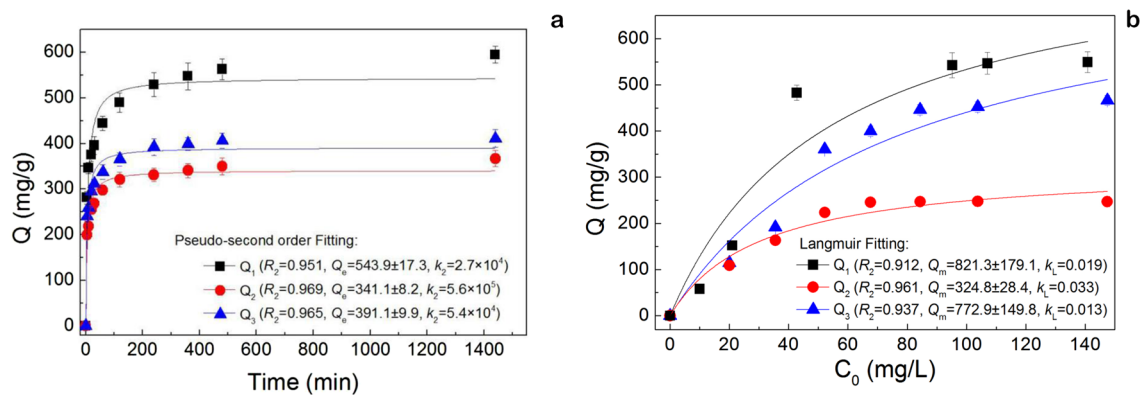 a
600
500
400
300
200
100
0
Q (mg/g)
Pseudo-second order Fitting:
Q₁ (R₂=0.951, Qₑ=543.9±17.3, k₂=2.7×10⁴)
Q₂ (R₂=0.969, Qₑ=341.1±8.2, k₂=5.6×10⁵)
Q₃ (R₂=0.965, Qₑ=391.1±9.9, k₂=5.4×10⁴)
0 200 400 600 800 1000 1200 1400
Time (min)
b
600
500
400
300
200
100
0
Q (mg/g)
Langmuir Fitting:
Q₁ (R₂=0.912, Qₘ=821.3±179.1, k_L=0.019)
Q₂ (R₂=0.961, Qₘ=324.8±28.4, k_L=0.033)
Q₃ (R₂=0.937, Qₘ=772.9±149.8, k_L=0.013)
0 20 40 60 80 100 120 140
C₀ (mg/L)